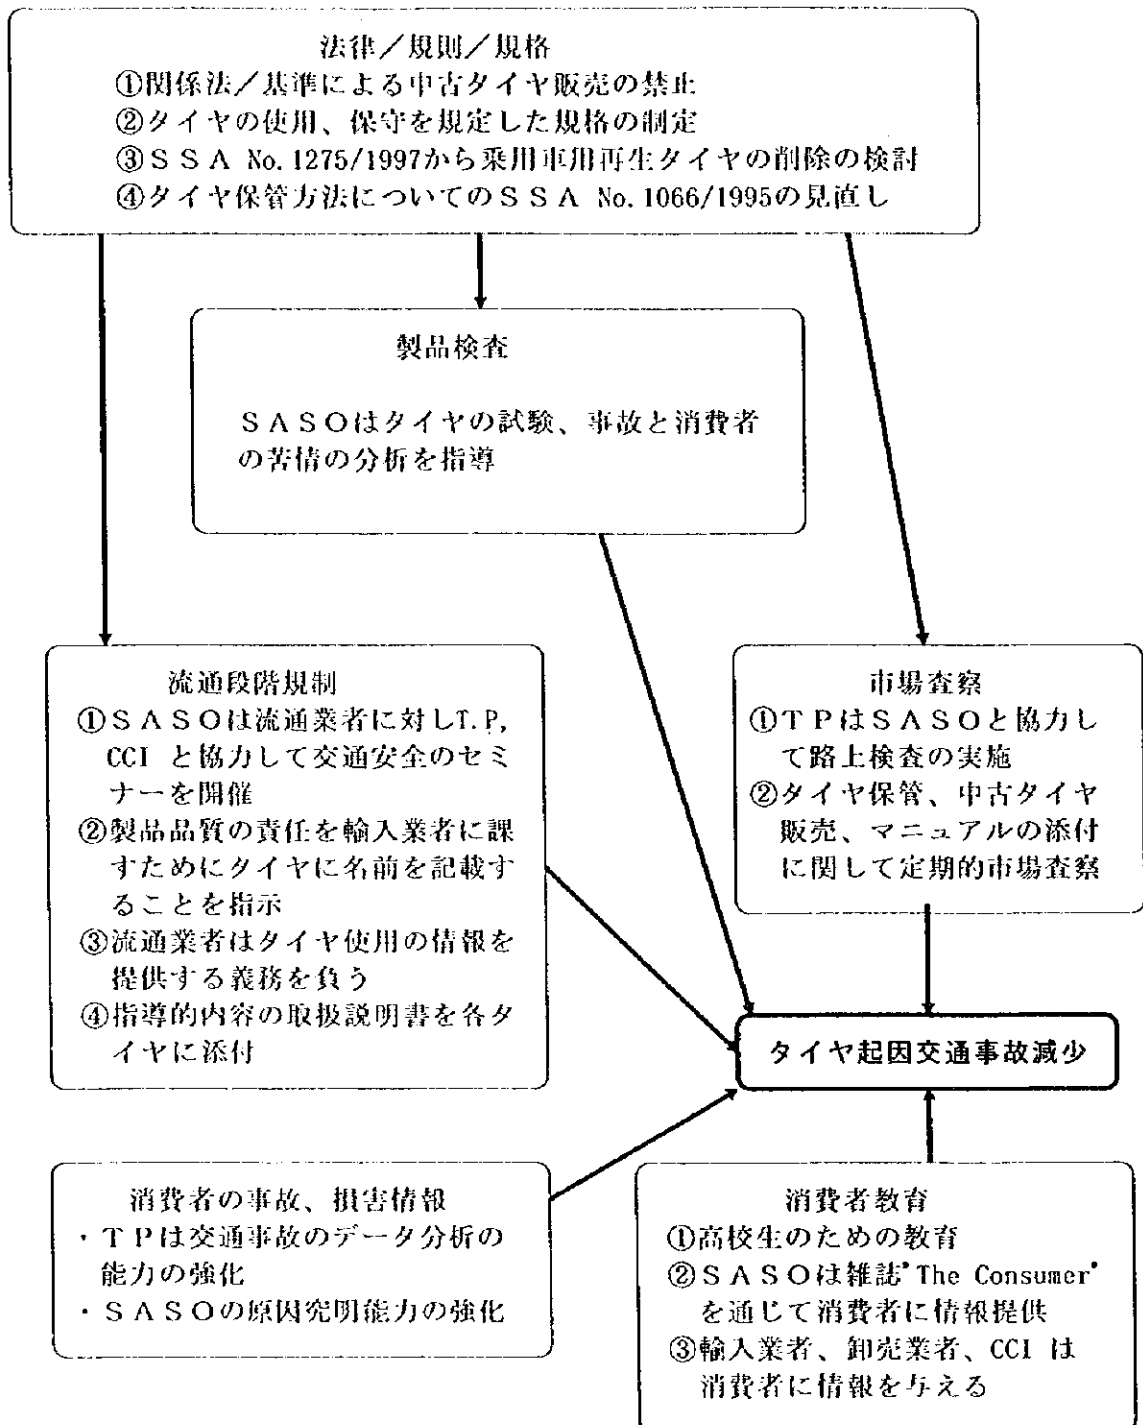 法律／規則／規格
①関係法／基準による中古タイヤ販売の禁止
②タイヤの使用、保守を規定した規格の制定
③ＳＳＡ No.1275/1997から乗用車用再生タイヤの削除の検討
④タイヤ保管方法についてのＳＳＡ No.1066/1995の見直し
製品検査
ＳＡＳＯはタイヤの試験、事故と消費者
の苦情の分析を指導
流通段階規制
①ＳＡＳＯは流通業者に対しT.P,
CCI と協力して交通安全のセミ
ナーを開催
②製品品質の責任を輸入業者に課
すためにタイヤに名前を記載す
ることを指示
③流通業者はタイヤ使用の情報を
提供する義務を負う
④指導的内容の取扱説明書を各タ
イヤに添付
市場査察
①ＴＰはＳＡＳＯと協力し
て路上検査の実施
②タイヤ保管、中古タイヤ
販売、マニュアルの添付
に関して定期的市場査察
タイヤ起因交通事故減少
消費者の事故、損害情報
・ＴＰは交通事故のデータ分析の
能力の強化
・ＳＡＳＯの原因究明能力の強化
消費者教育
①高校生のための教育
②ＳＡＳＯは雑誌"The Consumer"
を通じて消費者に情報提供
③輸入業者、卸売業者、CCI は
消費者に情報を与える